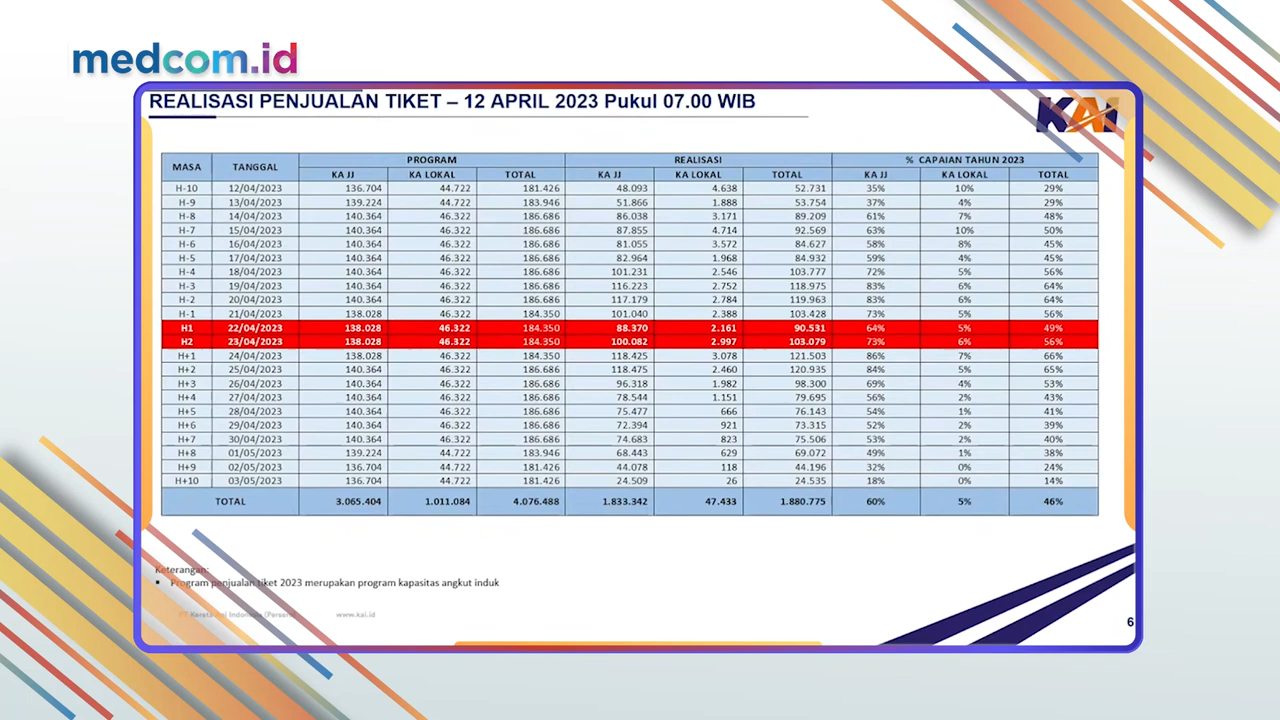 medcom.id
REALISASI PENJUALAN TIKET – 12 APRIL 2023 Pukul 07.00 WIB
KAI
MASA TANGGAL PROGRAM REALISASI % CAPAIAN TAHUN 2023
KA JJ KA LOKAL TOTAL KA JJ KA LOKAL TOTAL KA JJ KA LOKAL TOTAL
H-10 12/04/2023 136.704 44.722 181.426 48.093 4.638 52.731 35% 10% 29%
H-9 13/04/2023 139.224 44.722 183.946 51.866 1.888 53.754 37% 4% 29%
H-8 14/04/2023 140.364 46.322 186.686 86.038 3.171 89.209 61% 7% 48%
H-7 15/04/2023 140.364 46.322 186.686 87.855 4.714 92.569 63% 10% 50%
H-6 16/04/2023 140.364 46.322 186.686 81.055 3.572 84.627 58% 8% 45%
H-5 17/04/2023 140.364 46.322 186.686 82.964 1.968 84.932 59% 4% 45%
H-4 18/04/2023 140.364 46.322 186.686 101.231 2.546 103.777 72% 5% 56%
H-3 19/04/2023 140.364 46.322 186.686 116.223 2.752 118.975 83% 6% 64%
H-2 20/04/2023 140.364 46.322 186.686 117.179 2.784 119.963 83% 6% 64%
H-1 21/04/2023 138.028 46.322 184.350 101.040 2.388 103.428 73% 5% 56%
H1 22/04/2023 138.028 46.322 184.350 88.370 2.161 90.531 64% 5% 49%
H2 23/04/2023 138.028 46.322 184.350 100.082 2.997 103.079 73% 6% 56%
H+1 24/04/2023 138.028 46.322 184.350 118.425 3.078 121.503 86% 7% 66%
H+2 25/04/2023 140.364 46.322 186.686 118.475 2.460 120.935 84% 5% 65%
H+3 26/04/2023 140.364 46.322 186.686 96.318 1.982 98.300 69% 4% 53%
H+4 27/04/2023 140.364 46.322 186.686 78.544 1.151 79.695 56% 2% 43%
H+5 28/04/2023 140.364 46.322 186.686 75.477 666 76.143 54% 1% 41%
H+6 29/04/2023 140.364 46.322 186.686 72.394 921 73.315 52% 2% 39%
H+7 30/04/2023 140.364 46.322 186.686 74.683 823 75.506 53% 2% 40%
H+8 01/05/2023 139.224 44.722 183.946 68.443 629 69.072 49% 1% 38%
H+9 02/05/2023 136.704 44.722 181.426 44.078 118 44.196 32% 0% 24%
H+10 03/05/2023 136.704 44.722 181.426 24.509 26 24.535 18% 0% 14%
TOTAL 3.065.404 1.011.084 4.076.488 1.833.342 47.433 1.880.775 60% 5% 46%
Keterangan:
▪ Program penjualan tiket 2023 merupakan program kapasitas angkut induk
PT Kereta Api Indonesia (Persero) www.kai.id
6